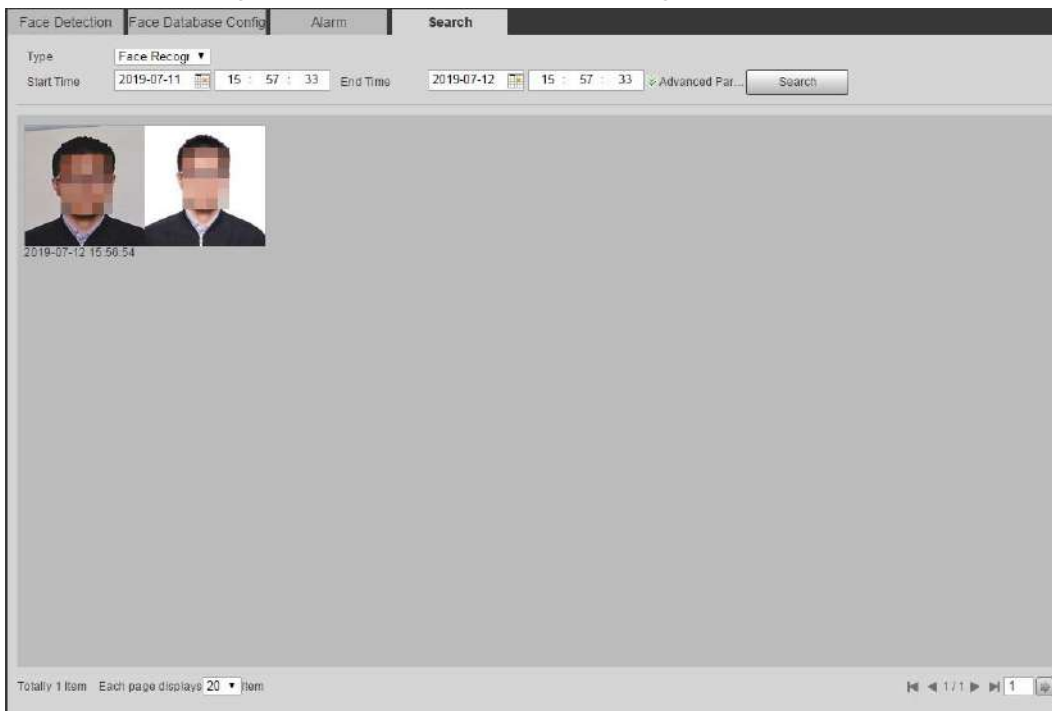 Face Detection Face Database Config Alarm Search
Type Face Recogr
Start Time 2019-07-11 15 : 57 : 33 End Time 2019-07-12 15 : 57 : 33 Advanced Par... Search
2019-07-12 15:56:54
Totally 1 Item Each page displays 20 item 1 / 1 1